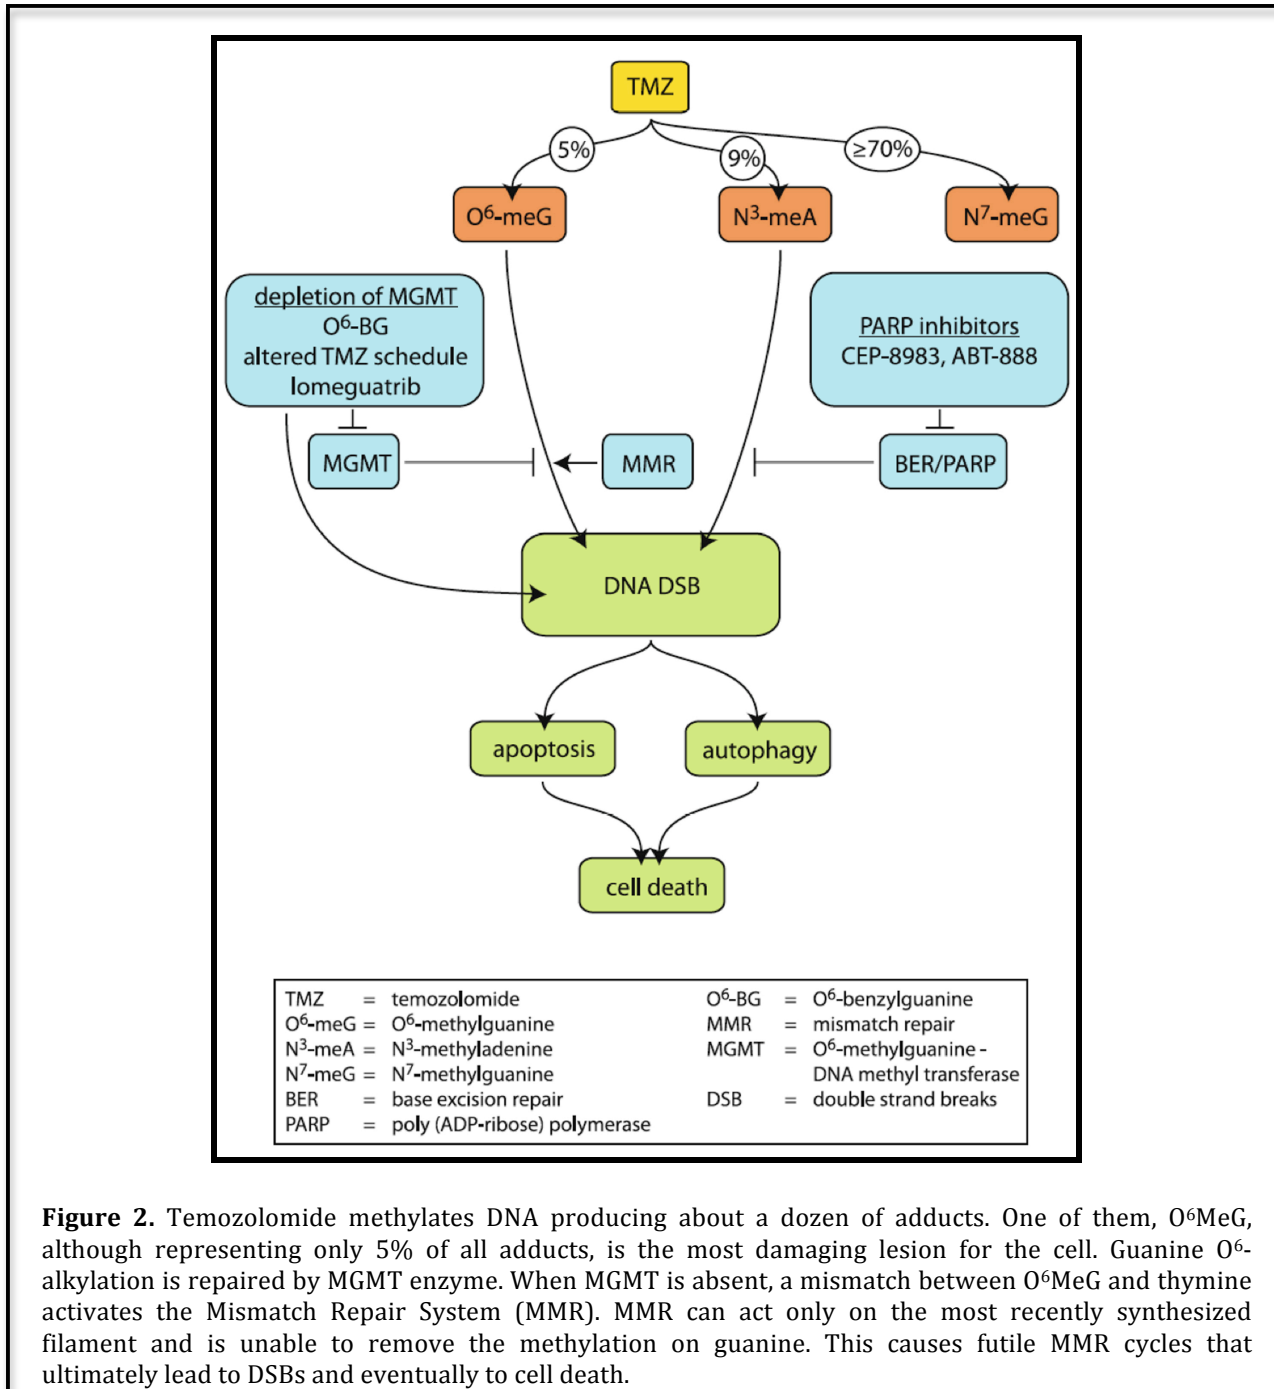 TMZ
5%
9%
≥70%
O⁶-meG
N³-meA
N⁷-meG
depletion of MGMT
O⁶-BG
altered TMZ schedule
lomeguatrib
PARP inhibitors
CEP-8983, ABT-888
MGMT
MMR
BER/PARP
DNA DSB
apoptosis
autophagy
cell death
TMZ = temozolomide
O⁶-meG = O⁶-methylguanine
N³-meA = N³-methyladenine
N⁷-meG = N⁷-methylguanine
BER = base excision repair
PARP = poly (ADP-ribose) polymerase
O⁶-BG = O⁶-benzylguanine
MMR = mismatch repair
MGMT = O⁶-methylguanine -
DNA methyl transferase
DSB = double strand breaks
Figure 2. Temozolomide methylates DNA producing about a dozen of adducts. One of them, O⁶MeG,
although representing only 5% of all adducts, is the most damaging lesion for the cell. Guanine O⁶-
alkylation is repaired by MGMT enzyme. When MGMT is absent, a mismatch between O⁶MeG and thymine
activates the Mismatch Repair System (MMR). MMR can act only on the most recently synthesized
filament and is unable to remove the methylation on guanine. This causes futile MMR cycles that
ultimately lead to DSBs and eventually to cell death.